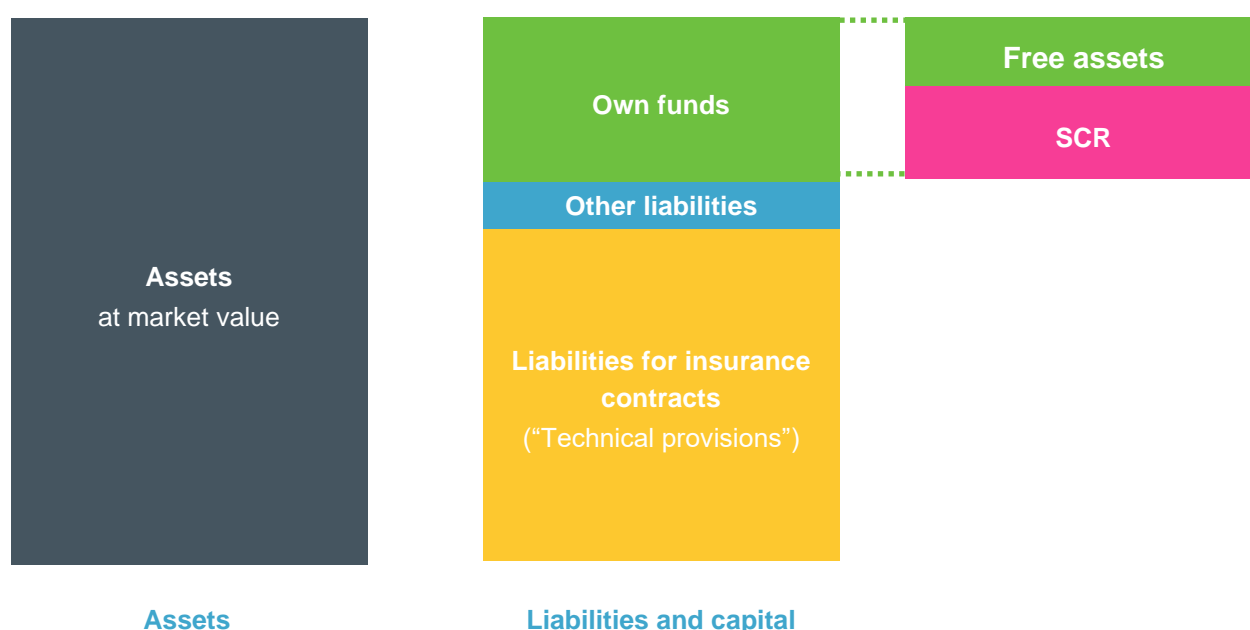 Assets
at market value
Own funds
Other liabilities
Liabilities for insurance
contracts
(“Technical provisions”)
Free assets
SCR
Assets
Liabilities and capital